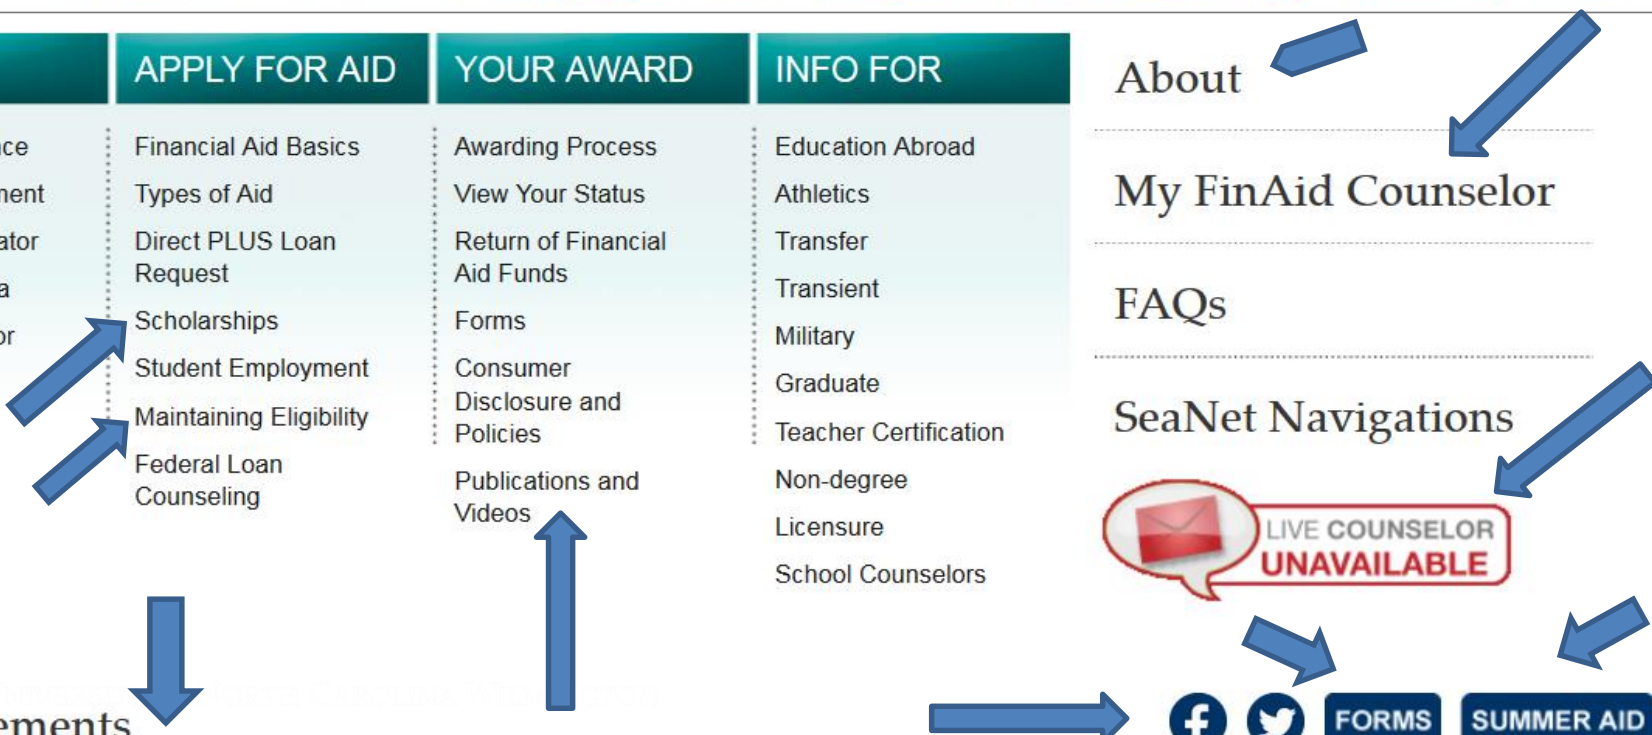 APPLY FOR AID
Financial Aid Basics
Types of Aid
Direct PLUS Loan
Request
Scholarships
Student Employment
Maintaining Eligibility
Federal Loan
Counseling
YOUR AWARD
Awarding Process
View Your Status
Return of Financial
Aid Funds
Forms
Consumer
Disclosure and
Policies
Publications and
Videos
INFO FOR
Education Abroad
Athletics
Transfer
Transient
Military
Graduate
Teacher Certification
Non-degree
Licensure
School Counselors
About
My FinAid Counselor
FAQs
SeaNet Navigations
LIVE COUNSELOR
UNAVAILABLE
FORMS
SUMMER AID